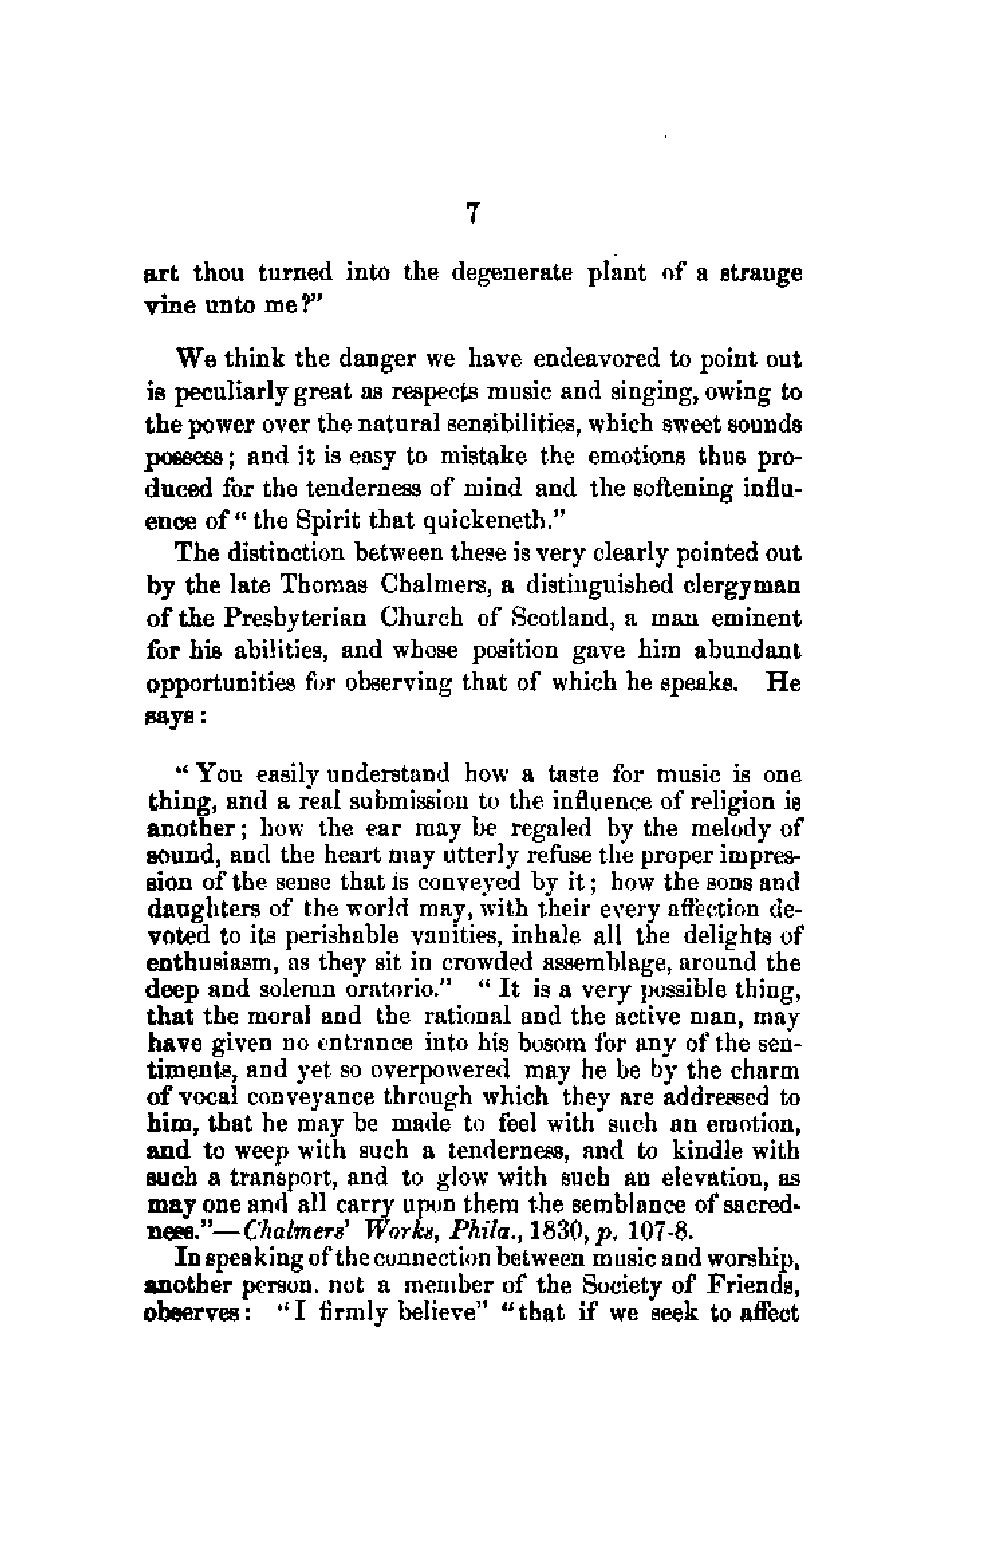 7
art thou turned into the degenerate plant of a strange
vine unto me?"
We think the danger we have endeavored to point out
is peculiarly great as respects music and singing, owing to
the power over the natural sensibilities, which sweet sounds
possess; and it is easy to mistake the emotions thus pro-
duced for the tenderness of mind and the softening influ-
ence of "the Spirit that quickeneth."
The distinction between these is very clearly pointed out
by the late Thomas Chalmers, a distinguished clergyman
of the Presbyterian Church of Scotland, a man eminent
for his abilities, and whose position gave him abundant
opportunities for observing that of which he speaks. He
says:
"You easily understand how a taste for music is one
thing, and a real submission to the influence of religion is
another; how the ear may be regaled by the melody of
sound, and the heart may utterly refuse the proper impres-
sion of the sense that is conveyed by it; how the sons and
daughters of the world may, with their every affection de-
voted to its perishable vanities, inhale all the delights of
enthusiasm, as they sit in crowded assemblage, around the
deep and solemn oratorio." "It is a very possible thing,
that the moral and the rational and the active man, may
have given no entrance into his bosom for any of the sen-
timents, and yet so overpowered may he be by the charm
of vocal conveyance through which they are addressed to
him, that he may be made to feel with such an emotion,
and to weep with such a tenderness, and to kindle with
such a transport, and to glow with such an elevation, as
may one and all carry upon them the semblance of sacred-
ness."—Chalmers' Works, Phila., 1830, p. 107-8.
In speaking of the connection between music and worship,
another person. not a member of the Society of Friends,
observes: "I firmly believe" "that if we seek to affect